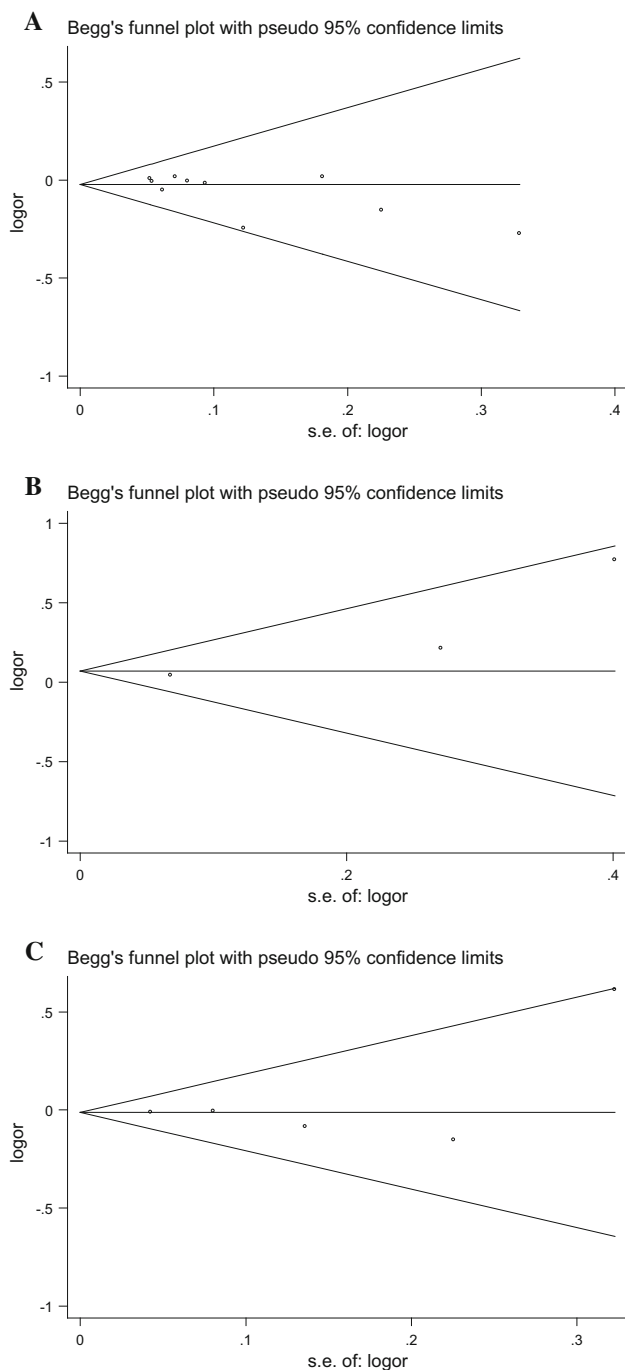 A Begg's funnel plot with pseudo 95% confidence limits
.5
0
-.5
-1
logor
0 .1 .2 .3 .4
s.e. of: logor
B Begg's funnel plot with pseudo 95% confidence limits
1
.5
0
-.5
-1
logor
0 .2 .4
s.e. of: logor
C Begg's funnel plot with pseudo 95% confidence limits
.5
0
-.5
-1
logor
0 .1 .2 .3
s.e. of: logor